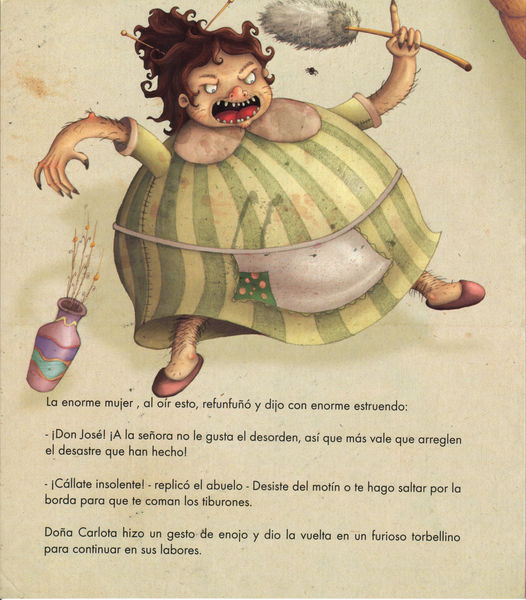 La enorme mujer , al oír esto, refunfuñó y dijo con enorme estruendo:
- ¡Don José! ¡A la señora no le gusta el desorden, así que más vale que arreglen
el desastre que han hecho!
- ¡Cállate insolente! - replicó el abuelo - Desiste del motín o te hago saltar por la
borda para que te coman los tiburones.
Doña Carlota hizo un gesto de enojo y dio la vuelta en un furioso torbellino
para continuar en sus labores.